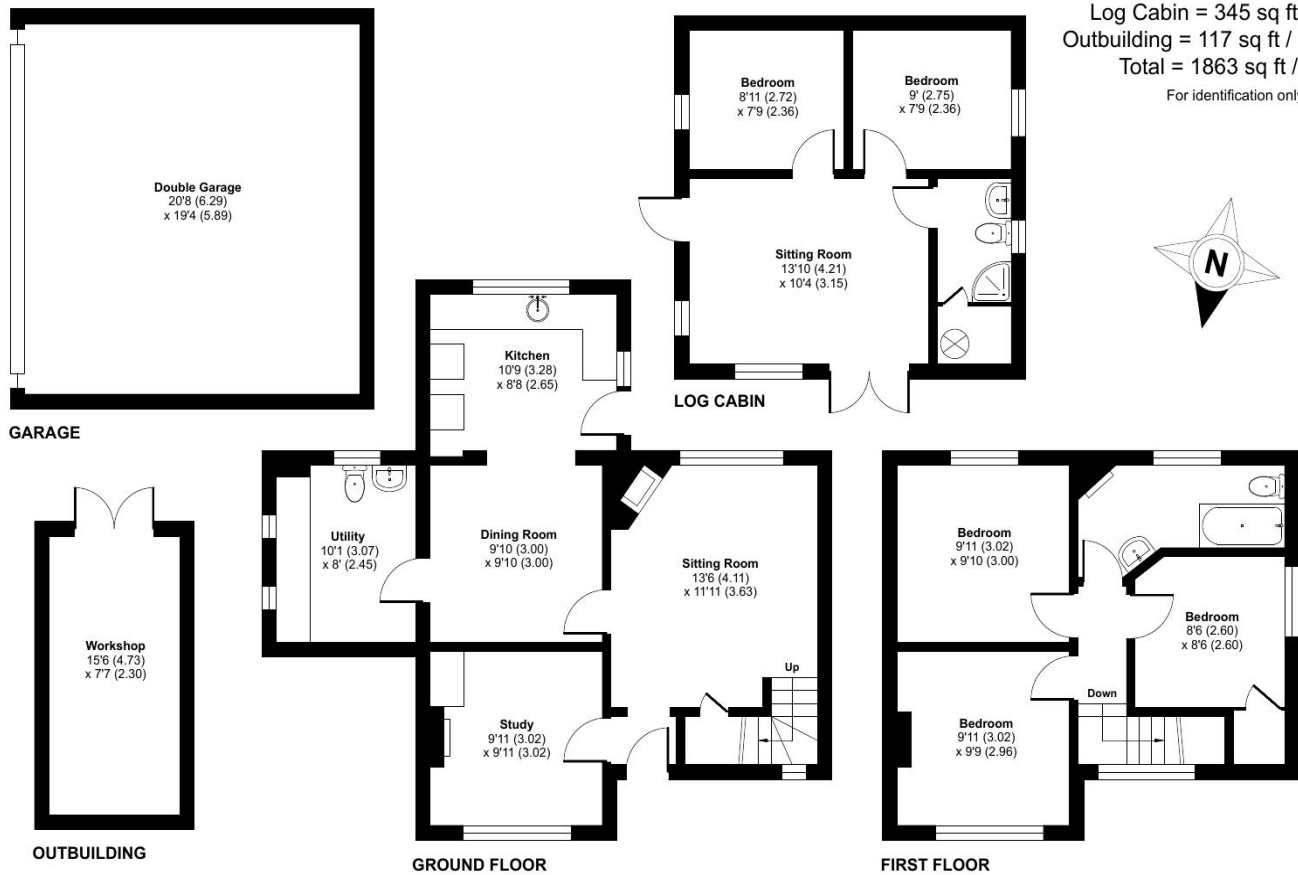 Log Cabin = 345 sq ft
Outbuilding = 117 sq ft /
Total = 1863 sq ft /
For identification only
Double Garage
20'8 (6.29)
x 19'4 (5.89)
GARAGE
Bedroom
8'11 (2.72)
x 7'9 (2.36)
Bedroom
9' (2.75)
x 7'9 (2.36)
Sitting Room
13'10 (4.21)
x 10'4 (3.15)
LOG CABIN
N
Kitchen
10'9 (3.28)
x 8'8 (2.65)
Utility
10'1 (3.07)
x 8' (2.45)
Dining Room
9'10 (3.00)
x 9'10 (3.00)
Sitting Room
13'6 (4.11)
x 11'11 (3.63)
Up
Study
9'11 (3.02)
x 9'11 (3.02)
GROUND FLOOR
Workshop
15'6 (4.73)
x 7'7 (2.30)
OUTBUILDING
Bedroom
9'11 (3.02)
x 9'10 (3.00)
Bedroom
8'6 (2.60)
x 8'6 (2.60)
Down
Bedroom
9'11 (3.02)
x 9'9 (2.96)
FIRST FLOOR